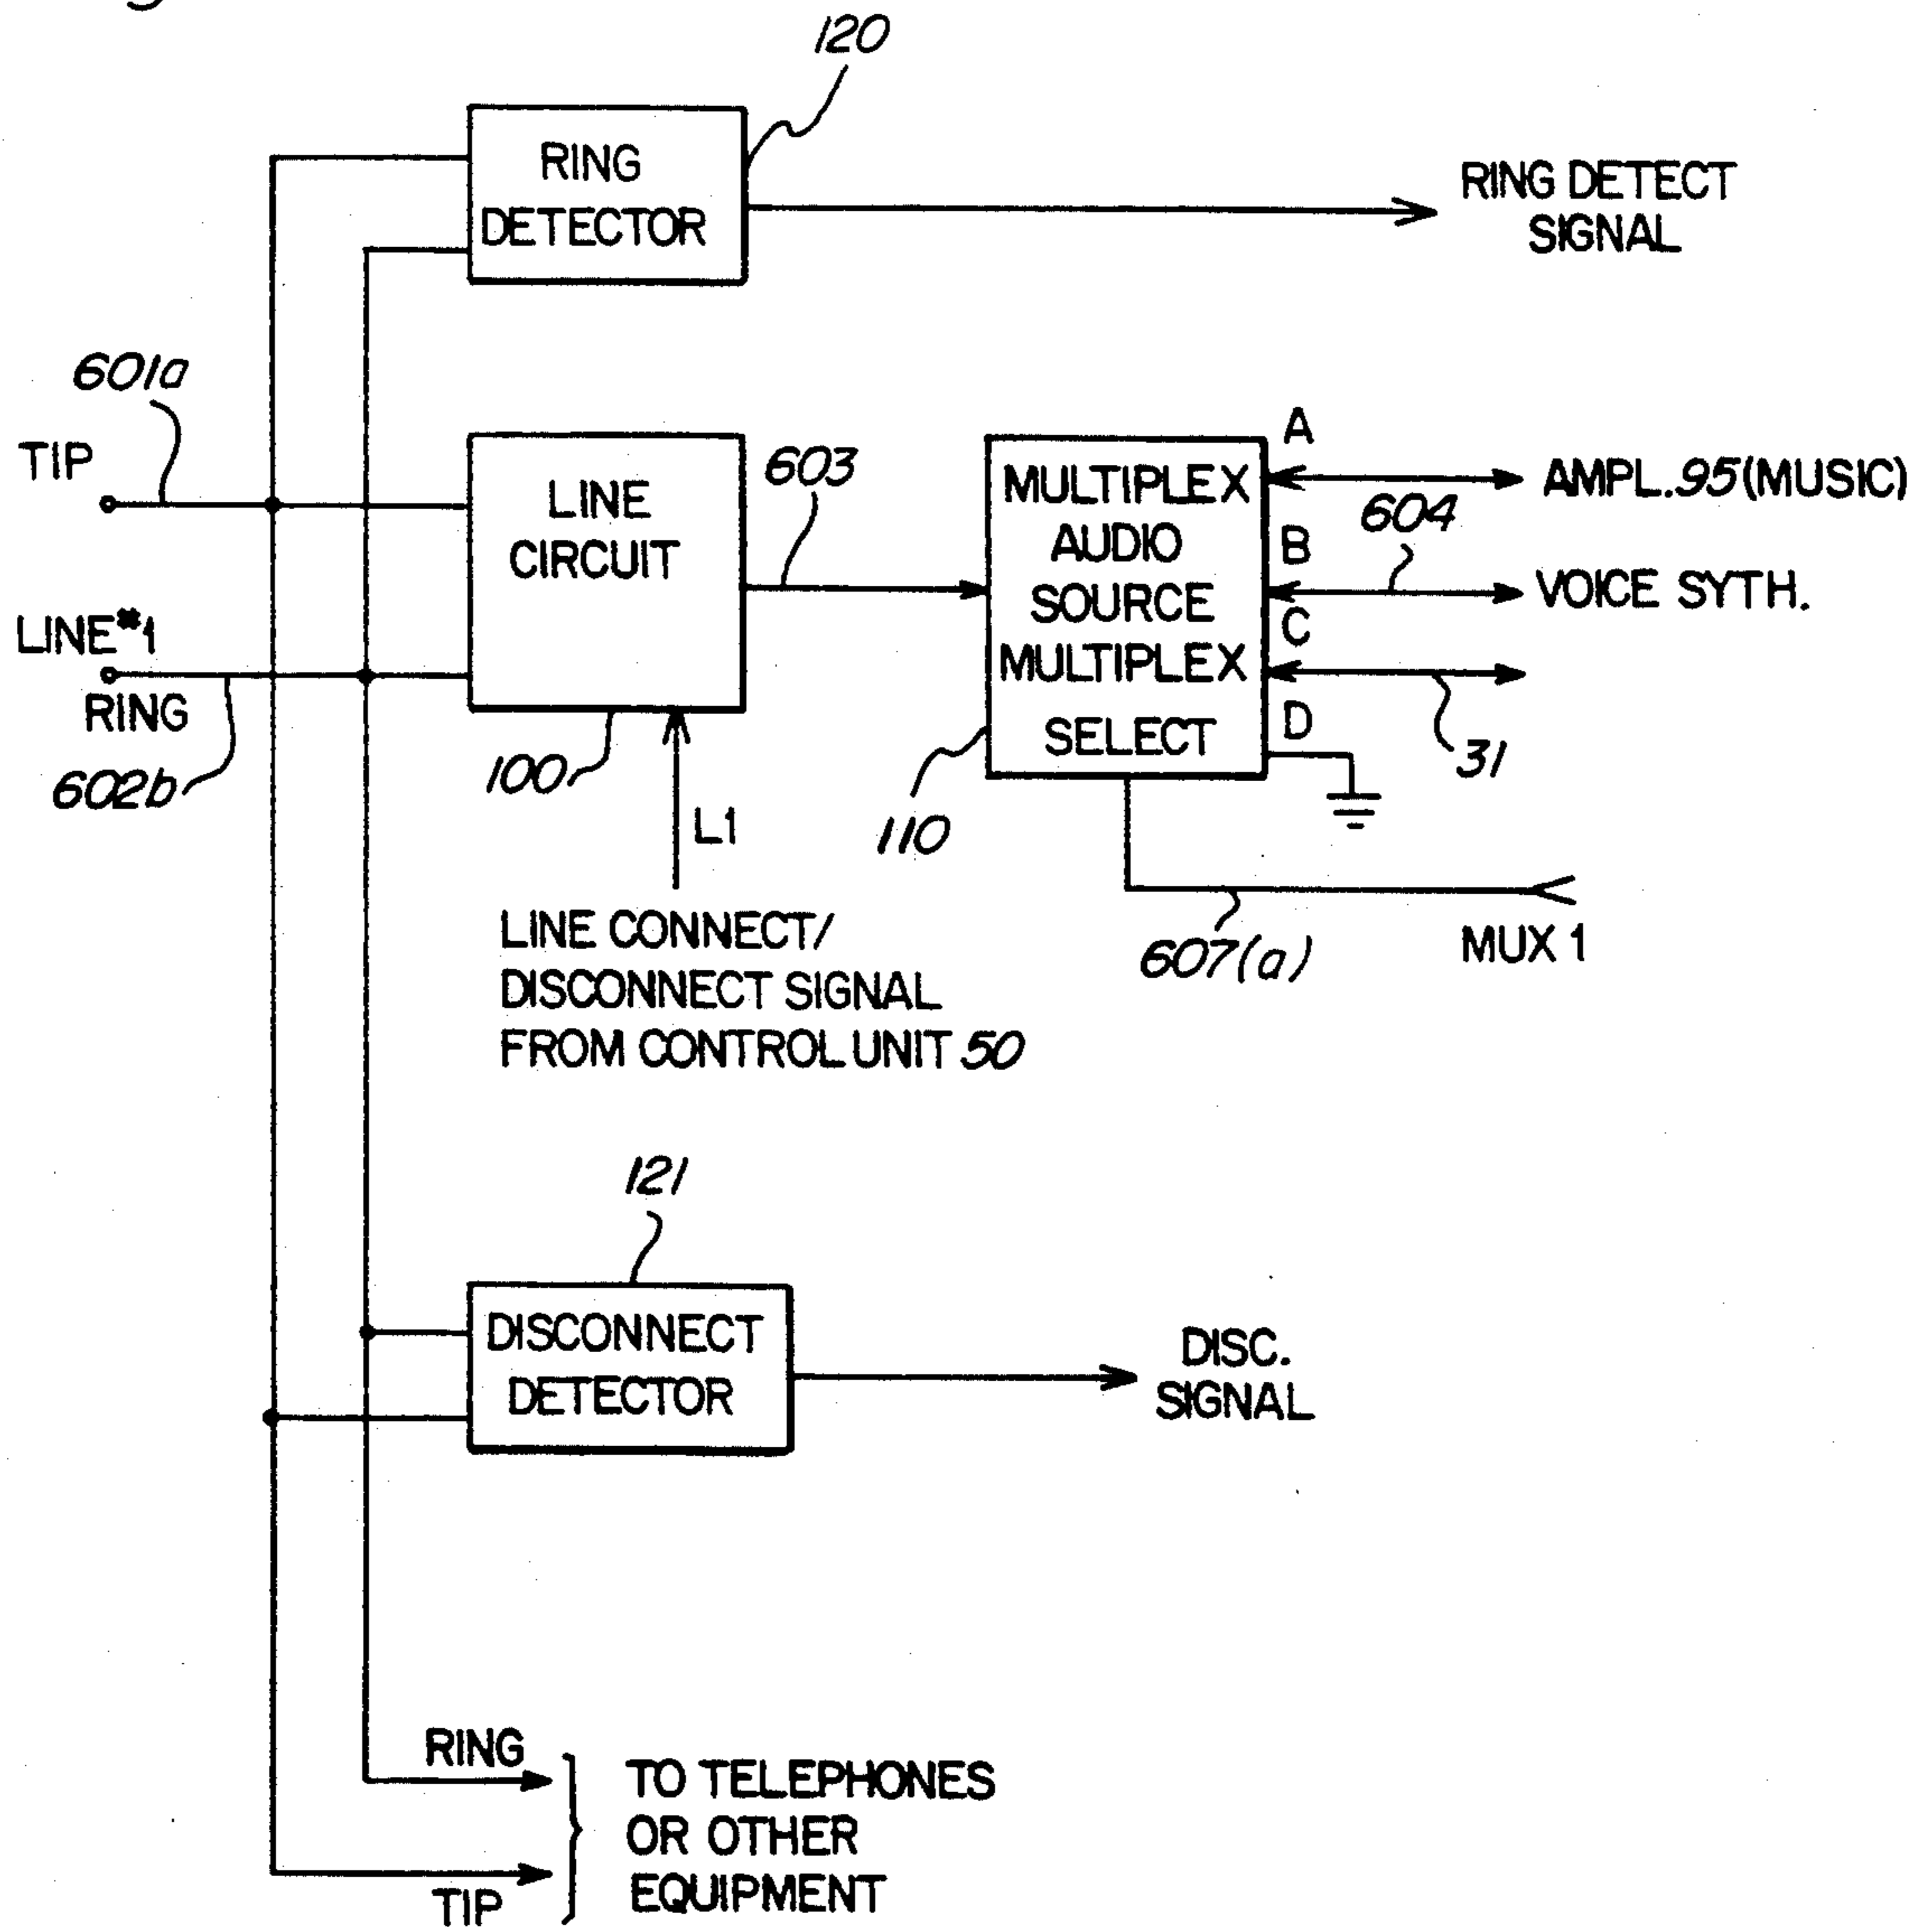 120
RING
DETECTOR
RING DETECT
SIGNAL
601a
TIP
LINE
CIRCUIT
603
MULTIPLEX
AUDIO
SOURCE
MULTIPLEX
SELECT
A
AMPL.95(MUSIC)
604
B
VOICE SYTH.
C
31
D
LINE*1
RING
602b
100
L1
110
LINE CONNECT/
DISCONNECT SIGNAL
FROM CONTROL UNIT 50
607(a)
MUX 1
121
DISCONNECT
DETECTOR
DISC.
SIGNAL
RING
TO TELEPHONES
OR OTHER
EQUIPMENT
TIP